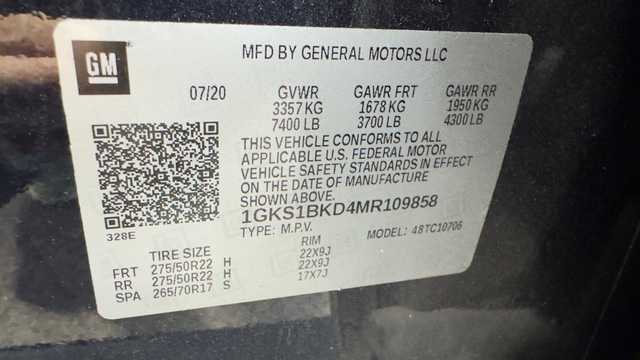 GM
MFD BY GENERAL MOTORS LLC
07/20 GVWR GAWR FRT GAWR RR
3357 KG 1678 KG 1950 KG
7400 LB 3700 LB 4300 LB
THIS VEHICLE CONFORMS TO ALL
APPLICABLE U.S. FEDERAL MOTOR
VEHICLE SAFETY STANDARDS IN EFFECT
ON THE DATE OF MANUFACTURE
SHOWN ABOVE.
1GKS1BKD4MR109858
328E TYPE: M.P.V. MODEL: 48TC10706
TIRE SIZE RIM
FRT 275/50R22 H 22X9J
RR 275/50R22 H 22X9J
SPA 265/70R17 S 17X7J